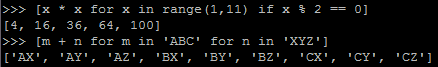 >>> [x * x for x in range(1,11) if x % 2 == 0]
[4, 16, 36, 64, 100]
>>> [m + n for m in 'ABC' for n in 'XYZ']
['AX', 'AY', 'AZ', 'BX', 'BY', 'BZ', 'CX', 'CY', 'CZ']